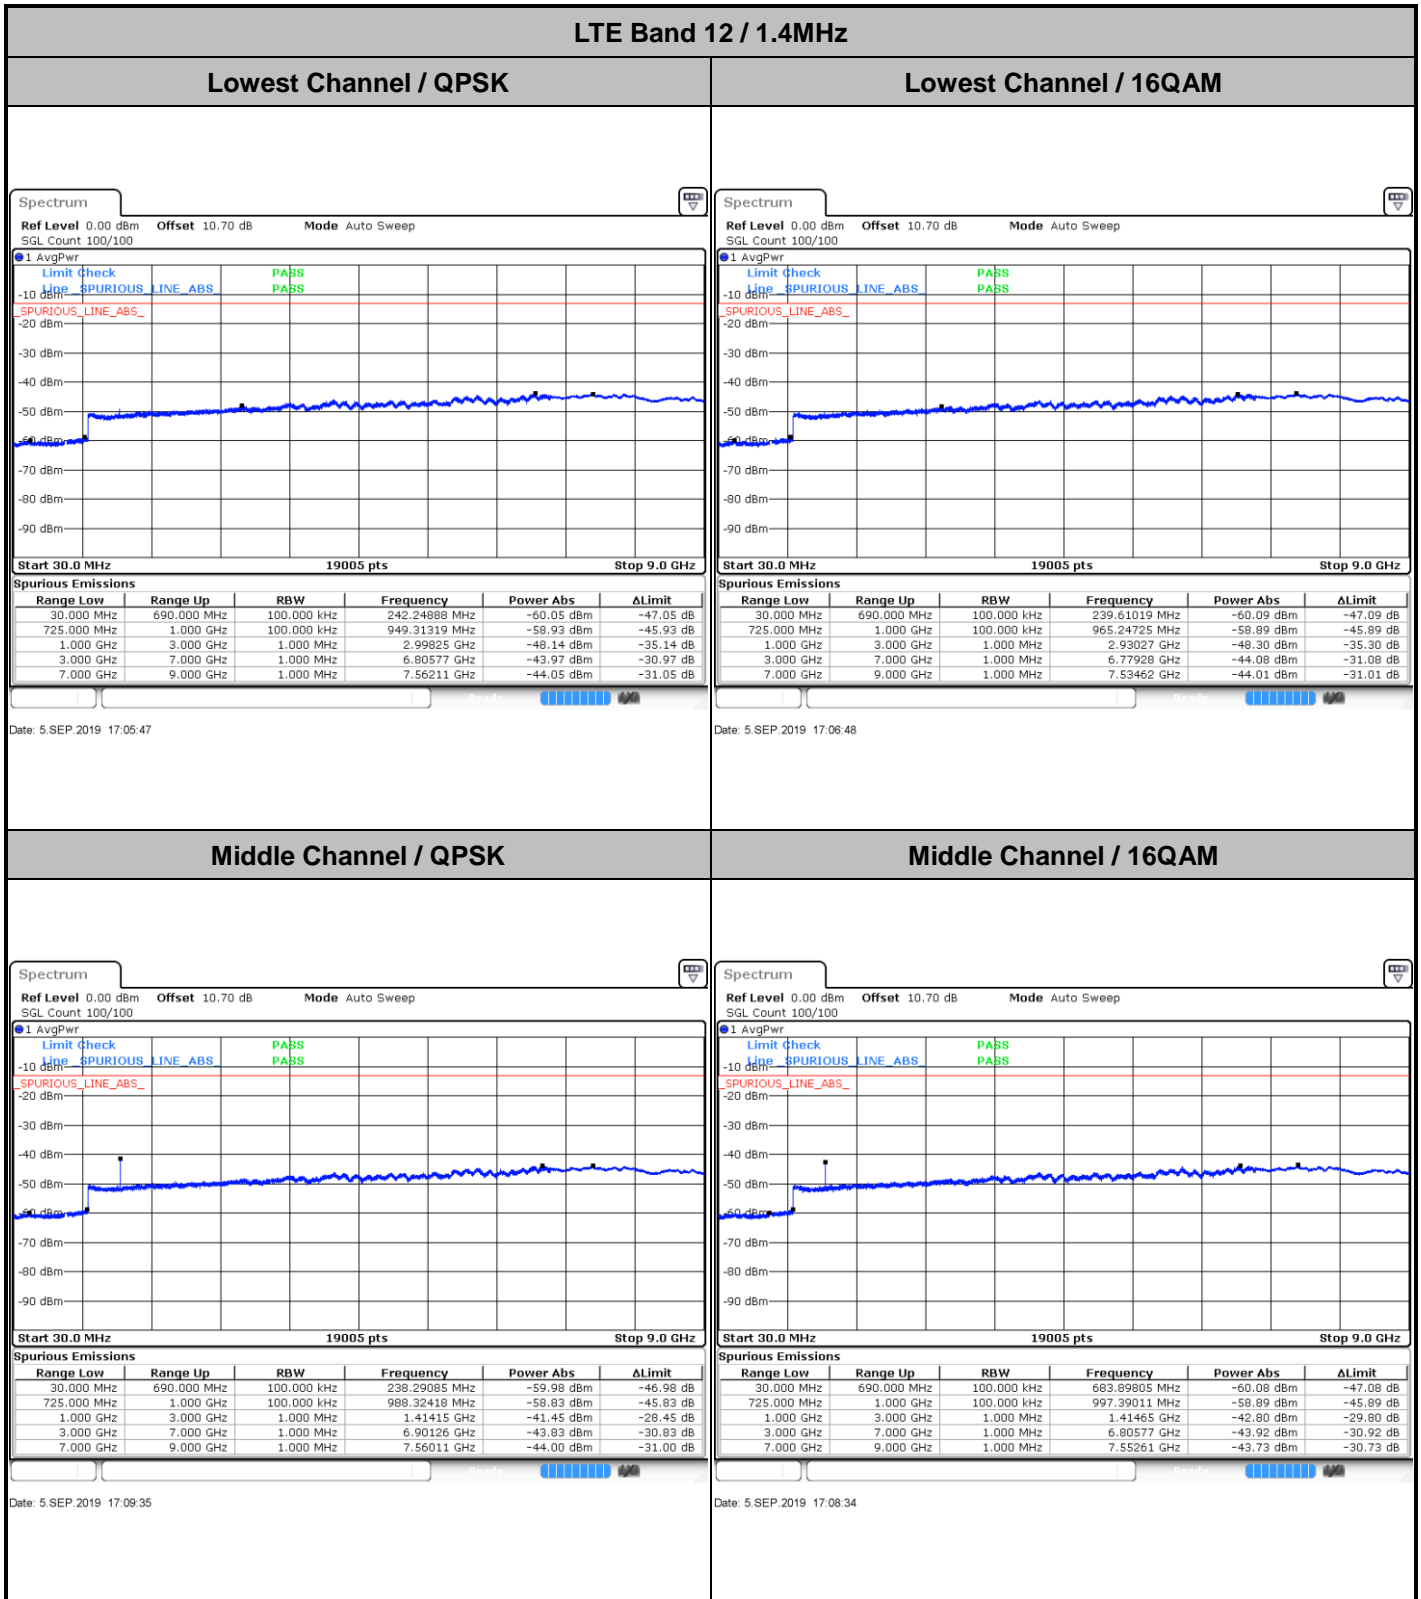 LTE Band 12 / 1.4MHz
Lowest Channel / QPSK
Lowest Channel / 16QAM
Spectrum
Ref Level 0.00 dBm Offset 10.70 dB Mode Auto Sweep
SGL Count 100/100
1 AvgPwr
Limit Check PASS
Line _SPURIOUS_LINE_ABS_ PASS
-10 dBm
_SPURIOUS_LINE_ABS_
-20 dBm
-30 dBm
-40 dBm
-50 dBm
-60 dBm
-70 dBm
-80 dBm
-90 dBm
Start 30.0 MHz 19005 pts Stop 9.0 GHz
Spurious Emissions
Range Low Range Up RBW Frequency Power Abs ΔLimit
30.000 MHz 690.000 MHz 100.000 kHz 242.24888 MHz -60.05 dBm -47.05 dB
725.000 MHz 1.000 GHz 100.000 kHz 949.31319 MHz -58.93 dBm -45.93 dB
1.000 GHz 3.000 GHz 1.000 MHz 2.99825 GHz -48.14 dBm -35.14 dB
3.000 GHz 7.000 GHz 1.000 MHz 6.80577 GHz -43.97 dBm -30.97 dB
7.000 GHz 9.000 GHz 1.000 MHz 7.56211 GHz -44.05 dBm -31.05 dB
Ready
Date: 5.SEP.2019 17:05:47
Spectrum
Ref Level 0.00 dBm Offset 10.70 dB Mode Auto Sweep
SGL Count 100/100
1 AvgPwr
Limit Check PASS
Line _SPURIOUS_LINE_ABS_ PASS
-10 dBm
_SPURIOUS_LINE_ABS_
-20 dBm
-30 dBm
-40 dBm
-50 dBm
-60 dBm
-70 dBm
-80 dBm
-90 dBm
Start 30.0 MHz 19005 pts Stop 9.0 GHz
Spurious Emissions
Range Low Range Up RBW Frequency Power Abs ΔLimit
30.000 MHz 690.000 MHz 100.000 kHz 239.61019 MHz -60.09 dBm -47.09 dB
725.000 MHz 1.000 GHz 100.000 kHz 965.24725 MHz -58.89 dBm -45.89 dB
1.000 GHz 3.000 GHz 1.000 MHz 2.93027 GHz -48.30 dBm -35.30 dB
3.000 GHz 7.000 GHz 1.000 MHz 6.77928 GHz -44.08 dBm -31.08 dB
7.000 GHz 9.000 GHz 1.000 MHz 7.53462 GHz -44.01 dBm -31.01 dB
Ready
Date: 5.SEP.2019 17:06:48
Middle Channel / QPSK
Middle Channel / 16QAM
Spectrum
Ref Level 0.00 dBm Offset 10.70 dB Mode Auto Sweep
SGL Count 100/100
1 AvgPwr
Limit Check PASS
Line _SPURIOUS_LINE_ABS_ PASS
-10 dBm
_SPURIOUS_LINE_ABS_
-20 dBm
-30 dBm
-40 dBm
-50 dBm
-60 dBm
-70 dBm
-80 dBm
-90 dBm
Start 30.0 MHz 19005 pts Stop 9.0 GHz
Spurious Emissions
Range Low Range Up RBW Frequency Power Abs ΔLimit
30.000 MHz 690.000 MHz 100.000 kHz 238.29085 MHz -59.98 dBm -46.98 dB
725.000 MHz 1.000 GHz 100.000 kHz 988.32418 MHz -58.83 dBm -45.83 dB
1.000 GHz 3.000 GHz 1.000 MHz 1.41415 GHz -41.45 dBm -28.45 dB
3.000 GHz 7.000 GHz 1.000 MHz 6.90126 GHz -43.83 dBm -30.83 dB
7.000 GHz 9.000 GHz 1.000 MHz 7.56011 GHz -44.00 dBm -31.00 dB
Ready
Date: 5.SEP.2019 17:09:35
Spectrum
Ref Level 0.00 dBm Offset 10.70 dB Mode Auto Sweep
SGL Count 100/100
1 AvgPwr
Limit Check PASS
Line _SPURIOUS_LINE_ABS_ PASS
-10 dBm
_SPURIOUS_LINE_ABS_
-20 dBm
-30 dBm
-40 dBm
-50 dBm
-60 dBm
-70 dBm
-80 dBm
-90 dBm
Start 30.0 MHz 19005 pts Stop 9.0 GHz
Spurious Emissions
Range Low Range Up RBW Frequency Power Abs ΔLimit
30.000 MHz 690.000 MHz 100.000 kHz 683.89805 MHz -60.08 dBm -47.08 dB
725.000 MHz 1.000 GHz 100.000 kHz 997.39011 MHz -58.89 dBm -45.89 dB
1.000 GHz 3.000 GHz 1.000 MHz 1.41465 GHz -42.80 dBm -29.80 dB
3.000 GHz 7.000 GHz 1.000 MHz 6.80577 GHz -43.92 dBm -30.92 dB
7.000 GHz 9.000 GHz 1.000 MHz 7.55261 GHz -43.73 dBm -30.73 dB
Ready
Date: 5.SEP.2019 17:08:34